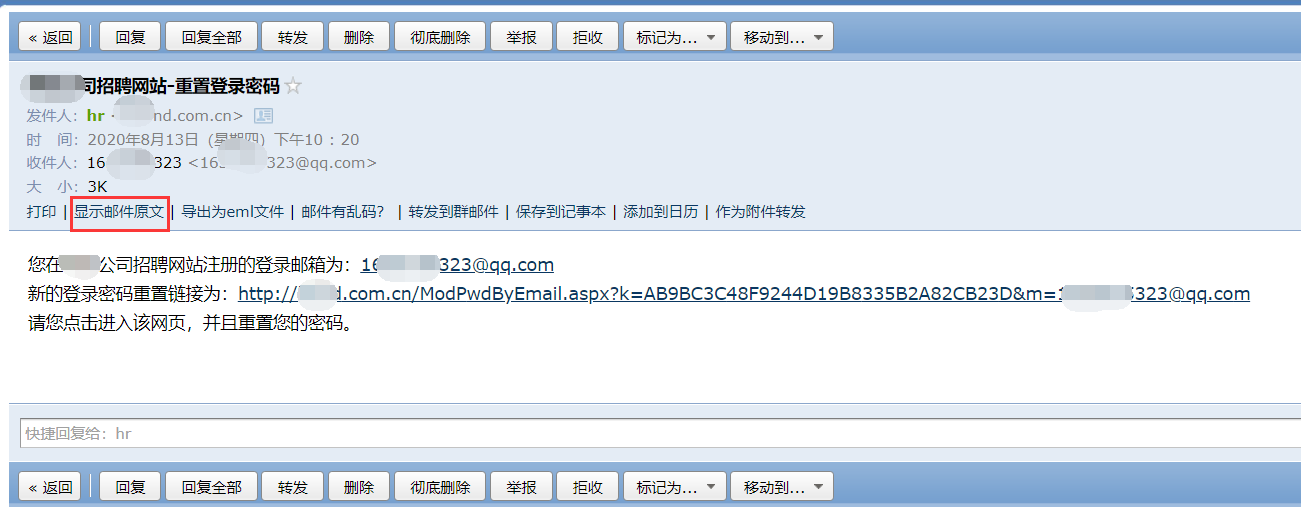 « 返回 回复 回复全部 转发 删除 彻底删除 举报 拒收 标记为... 移动到...
司招聘网站-重置登录密码
发件人：hr nd.com.cn>
时 间：2020年8月13日（星期四）下午10：20
收件人：16 323 <16 323@qq.com>
大 小：3K
打印 | 显示邮件原文 | 导出为eml文件 | 邮件有乱码？ | 转发到群邮件 | 保存到记事本 | 添加到日历 | 作为附件转发
您在 公司招聘网站注册的登录邮箱为：16 323@qq.com
新的登录密码重置链接为：http:// d.com.cn/ModPwdByEmail.aspx?k=AB9BC3C48F9244D19B8335B2A82CB23D&m= 323@qq.com
请您点击进入该网页，并且重置您的密码。
快捷回复给：hr
« 返回 回复 回复全部 转发 删除 彻底删除 举报 拒收 标记为... 移动到...